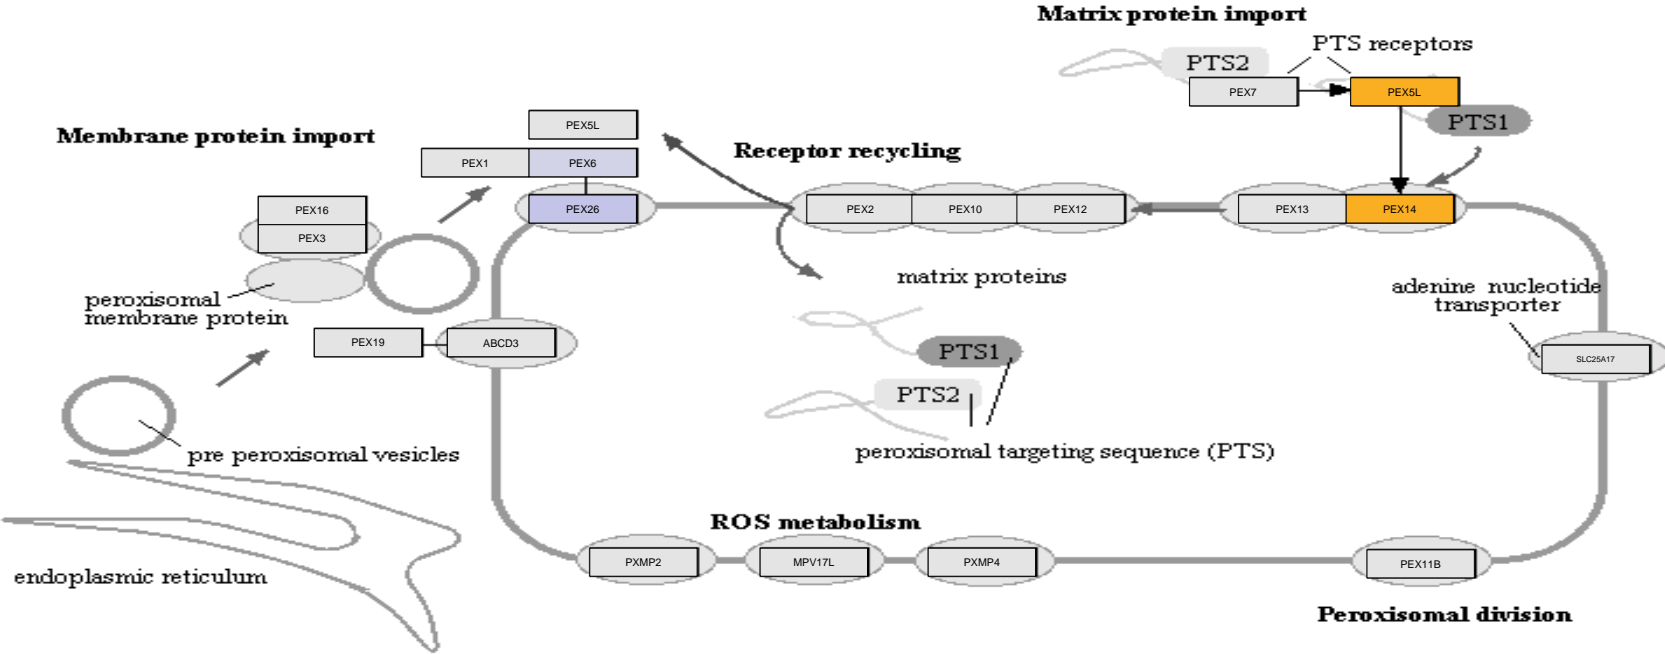 Matrix protein import
PTS receptors
PTS2
PEX7
PEX5L
PTS1
Membrane protein import
PEX5L
PEX1
PEX6
Receptor recycling
PEX26
PEX2
PEX10
PEX12
PEX13
PEX14
PEX16
PEX3
matrix proteins
peroxisomal
membrane protein
adenine nucleotide
transporter
PEX19
ABCD3
PTS1
SLC25A17
PTS2
pre peroxisomal vesicles
peroxisomal targeting sequence (PTS)
ROS metabolism
PXMP2
MPV17L
PXMP4
PEX11B
endoplasmic reticulum
Peroxisomal division